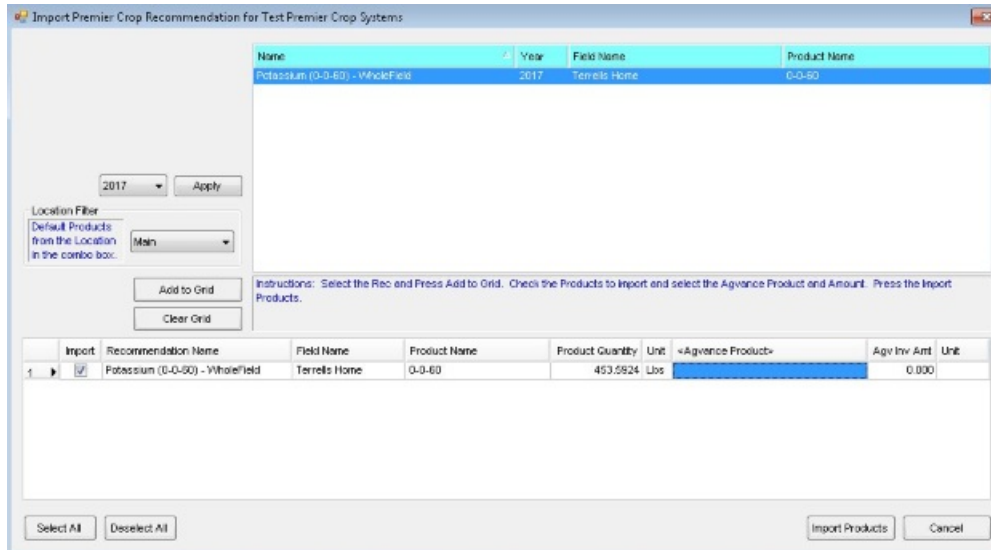 Import Premier Crop Recommendation for Test Premier Crop Systems
Name Year Field Name Product Name
Potassium (0-0-60) - WholeField 2017 Terrells Home 0-0-60
2017 Apply
Location Filter
Default Products
from the Location
in the combo box.
Main
Add to Grid
Clear Grid
Instructions: Select the Rec and Press Add to Grid. Check the Products to import and select the Agvance Product and Amount. Press the Import
Products.
Import Recommendation Name Field Name Product Name Product Quantity Unit <Agvance Product> Agv Inv Amt Unit
1 Potassium (0-0-60) - WholeField Terrells Home 0-0-60 453.5924 Lbs 0.000
Select All Deselect All Import Products Cancel